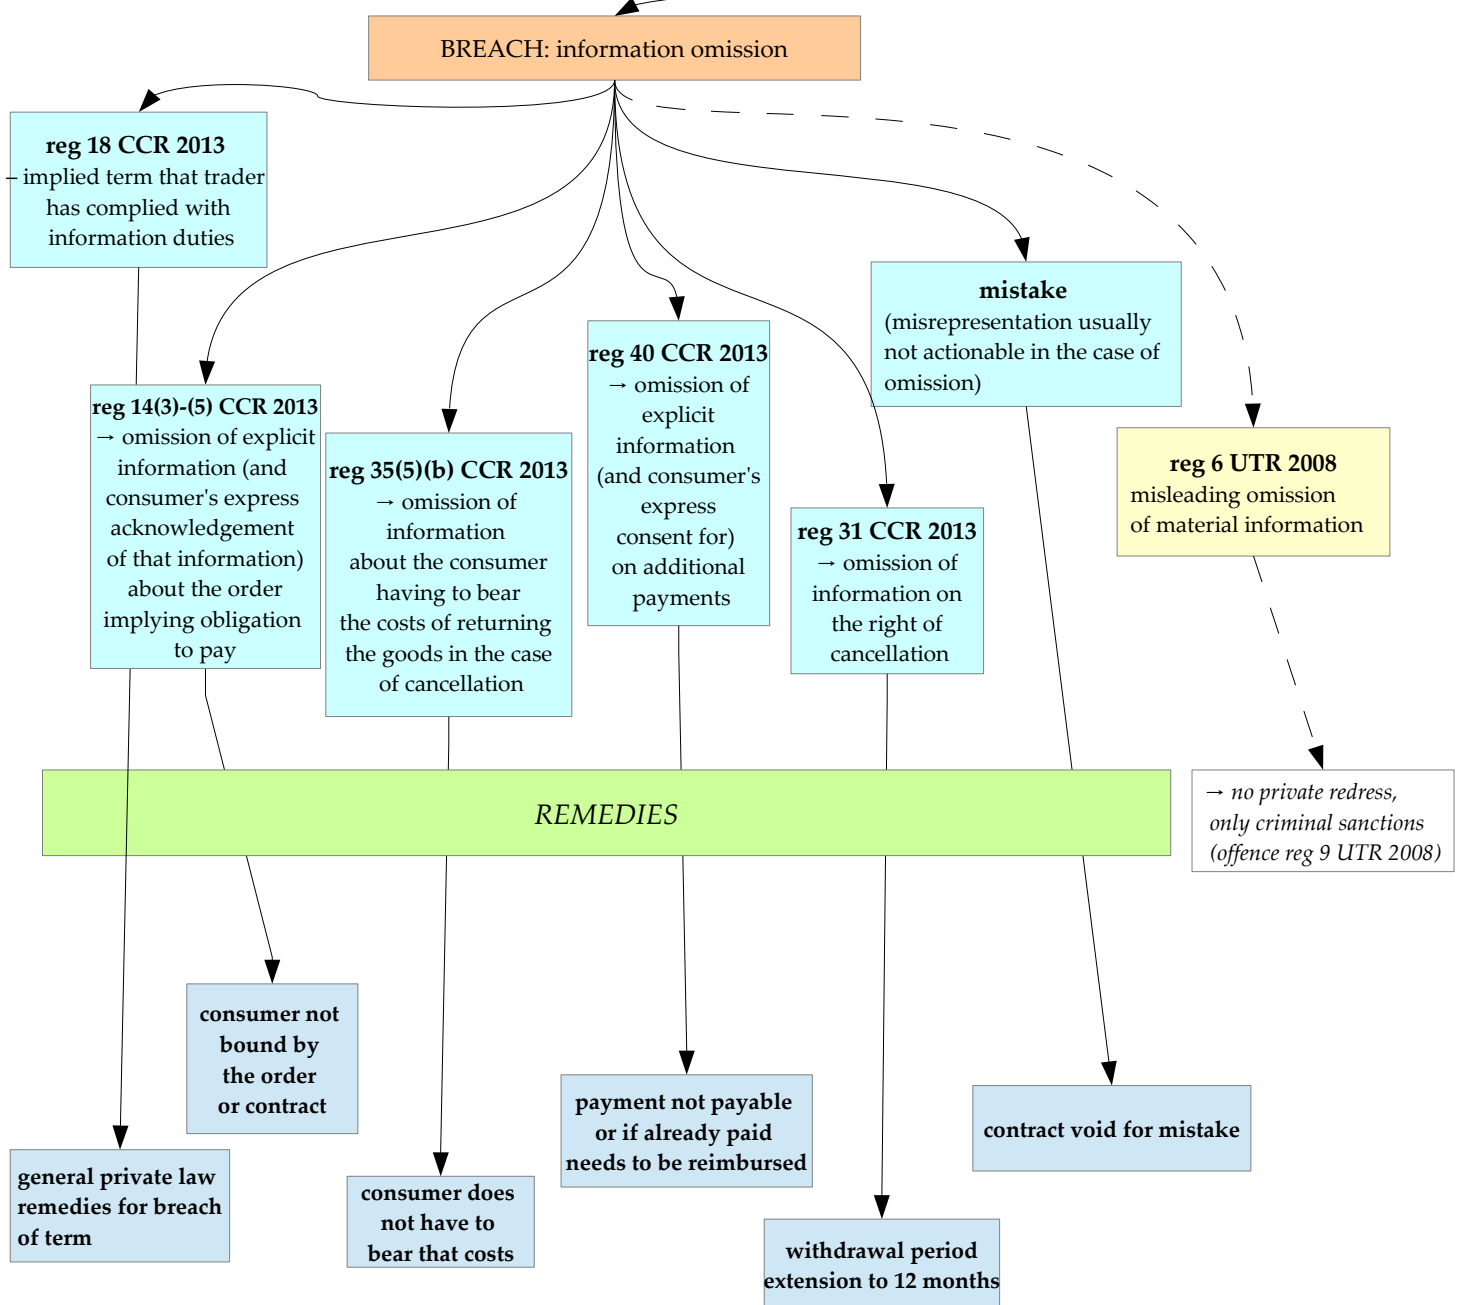 BREACH: information omission
reg 18 CCR 2013
– implied term that trader
has complied with
information duties
mistake
(misrepresentation usually
not actionable in the case of
omission)
reg 40 CCR 2013
→ omission of
explicit
information
(and consumer's
express
consent for)
on additional
payments
reg 14(3)-(5) CCR 2013
→ omission of explicit
information (and
consumer's express
acknowledgement
of that information)
about the order
implying obligation
to pay
reg 35(5)(b) CCR 2013
→ omission of
information
about the consumer
having to bear
the costs of returning
the goods in the case
of cancellation
reg 31 CCR 2013
→ omission of
information on
the right of
cancellation
reg 6 UTR 2008
misleading omission
of material information
REMEDIES
→ no private redress,
only criminal sanctions
(offence reg 9 UTR 2008)
consumer not
bound by
the order
or contract
payment not payable
or if already paid
needs to be reimbursed
contract void for mistake
general private law
remedies for breach
of term
consumer does
not have to
bear that costs
withdrawal period
extension to 12 months